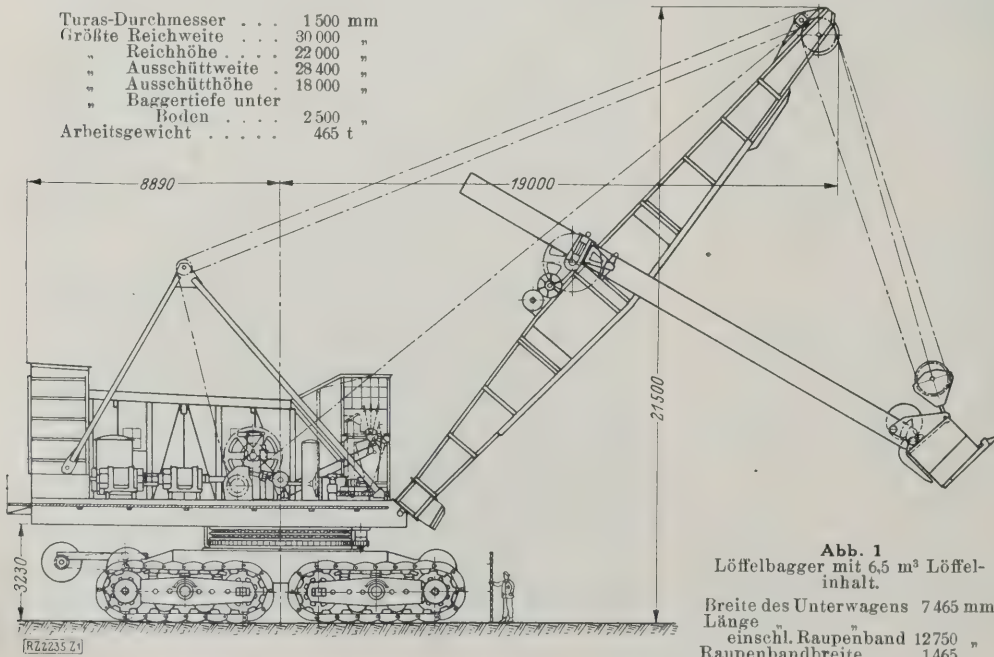 Turas-Durchmesser . . . 1 500 mm
Größte Reichweite . . . 30 000 „
„ Reichhöhe . . . . 22 000 „
„ Ausschüttweite . 28 400 „
„ Ausschütthöhe . 18 000 „
„ Baggertiefe unter
Boden . . . . 2 500 „
Arbeitsgewicht . . . . . 465 t
8890
19000
21500
3230
Abb. 1
Löffelbagger mit 6,5 m³ Löffel-
inhalt.
Breite des Unterwagens 7 465 mm
Länge „ „
einschl. Raupenband 12 750 „
Raupenbandbreite 1 465
RZ2235 Z1